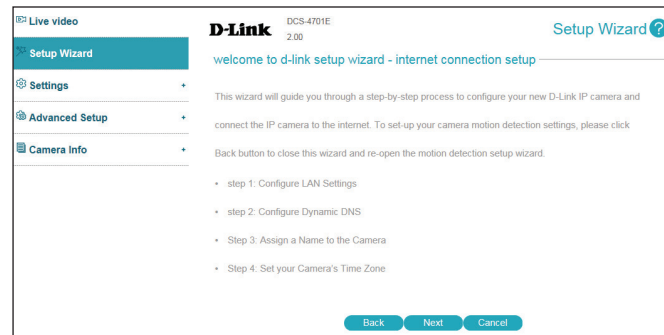 Live video
Setup Wizard
Settings +
Advanced Setup +
Camera Info +
D-Link DCS-4701E
2.00
Setup Wizard ?
welcome to d-link setup wizard - internet connection setup
This wizard will guide you through a step-by-step process to configure your new D-Link IP camera and
connect the IP camera to the internet. To set-up your camera motion detection settings, please click
Back button to close this wizard and re-open the motion detection setup wizard.
• step 1: Configure LAN Settings
• step 2: Configure Dynamic DNS
• Step 3: Assign a Name to the Camera
• Step 4: Set your Camera's Time Zone
Back Next Cancel